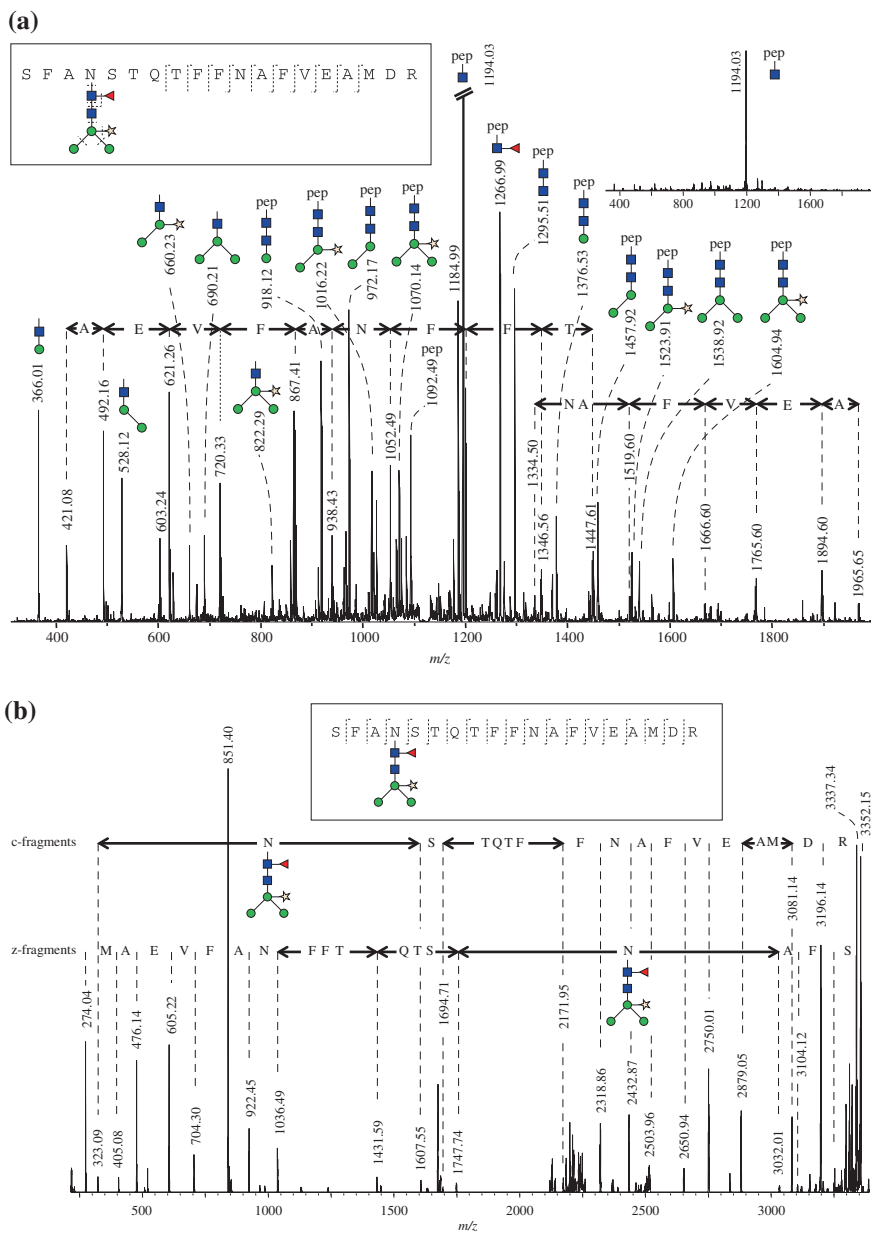 (a)
S F A N S T Q T F F N A F V E A M D R
pep
1194.03
pep
1194.03
400 800 1200 1600 2000
pep
1266.99
pep
1295.51
pep
1376.53
660.23
690.21
pep
918.12
pep
1016.22
pep
972.17
pep
1070.14
1184.99
pep
1457.92
pep
1523.91
pep
1538.92
pep
1604.94
A E V F A N F F T
366.01
421.08
492.16
528.12
603.24
621.26
720.33
822.29
867.41
938.43
1052.49
1092.49 pep
NA F V E A
1334.50
1346.56
1447.61
1519.60
1666.60
1765.60
1894.60
1965.65
400 600 800 1000 1200 1400 1600 1800
m/z
(b)
S F A N S T Q T F F N A F V E A M D R
851.40
3337.34
3352.15
c-fragments N S TQTF F N A F V E AM D R
z-fragments M A E V F A N FFT QTS N A F S
274.04
323.09
405.08
476.14
605.22
704.30
922.45
1036.49
1431.59
1607.55
1694.71
1747.74
2171.95
2318.86
2432.87
2503.96
2650.94
2750.01
2879.05
3032.01
3081.14
3104.12
3196.14
500 1000 1500 2000 2500 3000
m/z